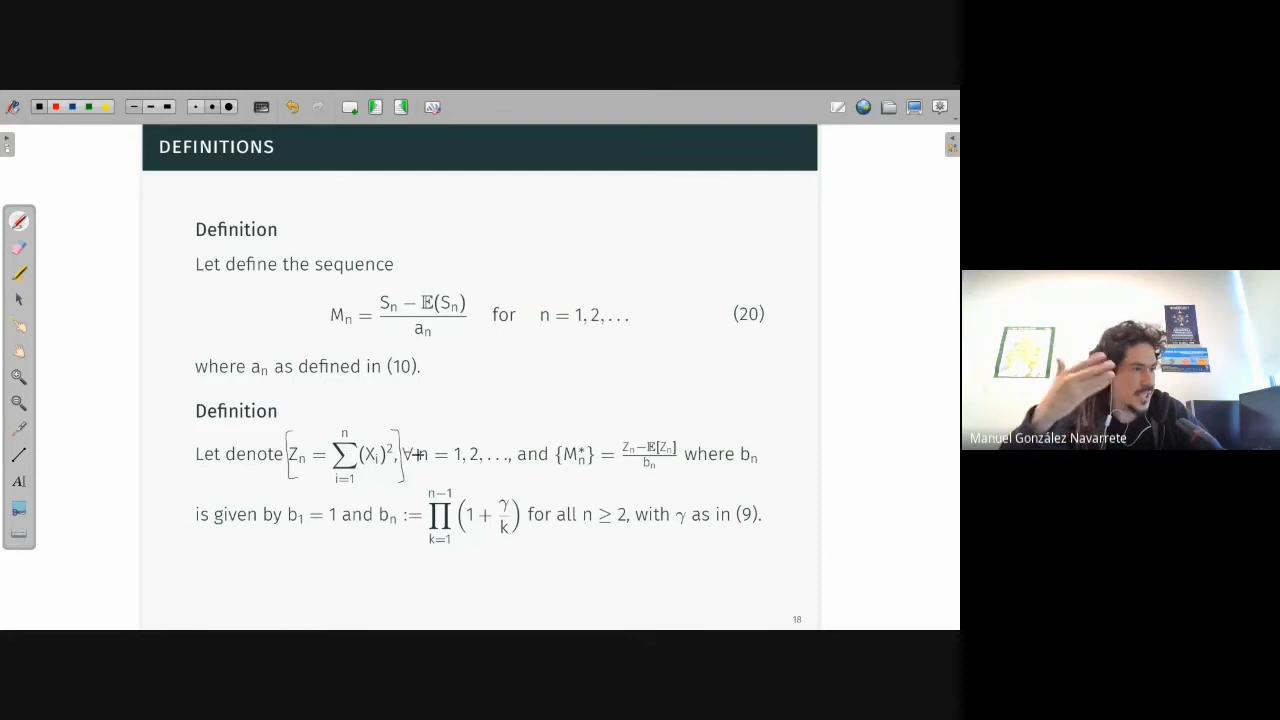 DEFINITIONS
Definition
Let define the sequence
Mₙ = (Sₙ − 𝔼(Sₙ)) / aₙ for n = 1, 2, . . . (20)
where aₙ as defined in (10).
Definition
Let denote Zₙ = ∑ᵢ₌₁ⁿ (Xᵢ)², ∀ n = 1, 2, . . ., and {Mₙ*} = (Zₙ−𝔼[Zₙ]) / bₙ where bₙ
is given by b₁ = 1 and bₙ := ∏ₖ₌₁ⁿ⁻¹ (1 + γ/k) for all n ≥ 2, with γ as in (9).
18
Manuel González Navarrete